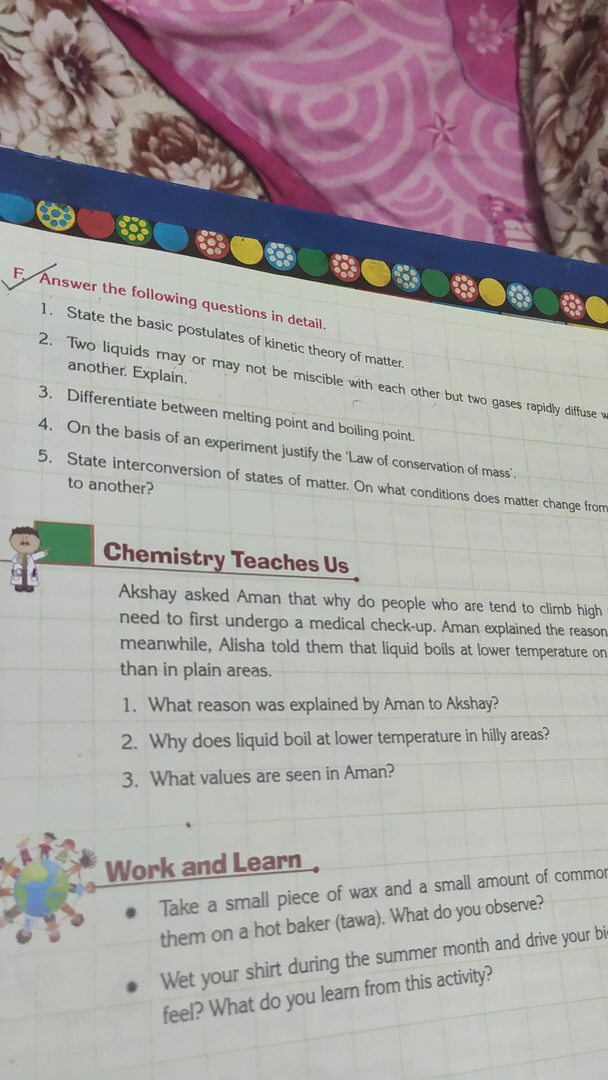 F. Answer the following questions in detail.
1. State the basic postulates of kinetic theory of matter.
2. Two liquids may or may not be miscible with each other but two gases rapidly diffuse
another. Explain.
3. Differentiate between melting point and boiling point.
4. On the basis of an experiment justify the 'Law of conservation of mass'.
5. State interconversion of states of matter. On what conditions does matter change from
to another?
Chemistry Teaches Us
Akshay asked Aman that why do people who are tend to climb high
need to first undergo a medical check-up. Aman explained the reason
meanwhile, Alisha told them that liquid boils at lower temperature on
than in plain areas.
1. What reason was explained by Aman to Akshay?
2. Why does liquid boil at lower temperature in hilly areas?
3. What values are seen in Aman?
Work and Learn
• Take a small piece of wax and a small amount of
them on a hot baker (tawa). What do you observe?
• Wet your shirt during the summer month and drive your
feel? What do you learn from this activity?